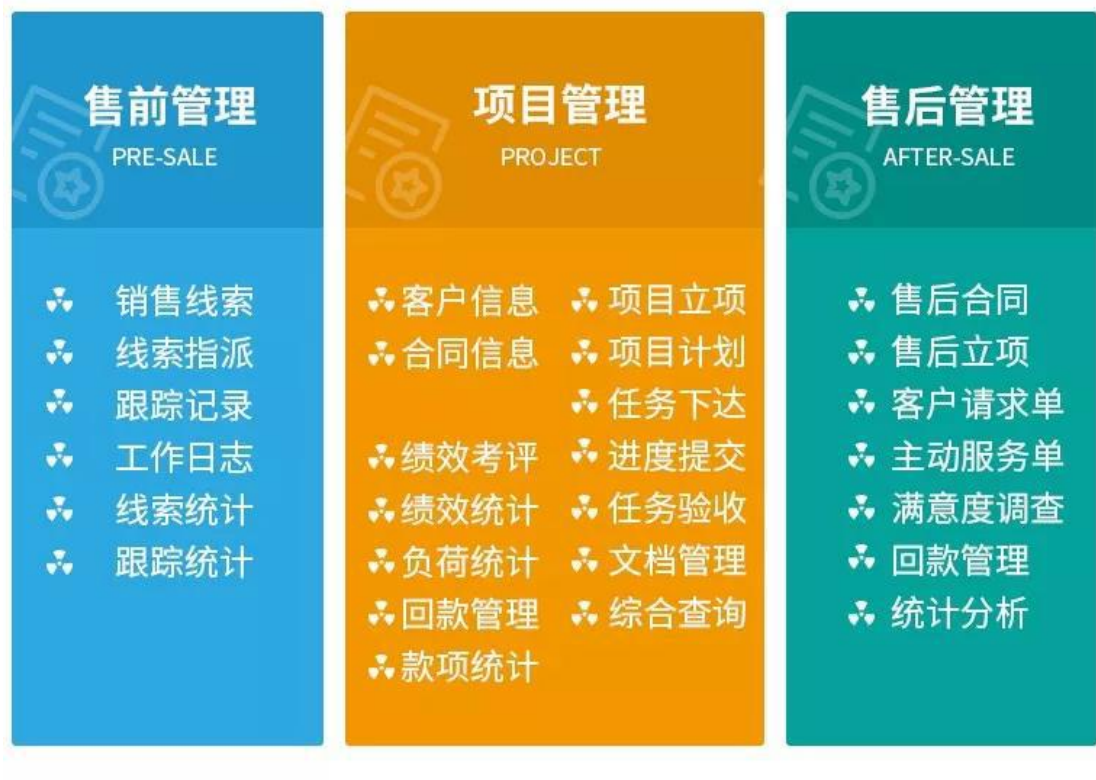 售前管理
PRE-SALE
销售线索
线索指派
跟踪记录
工作日志
线索统计
跟踪统计
项目管理
PROJECT
客户信息
合同信息
绩效考评
绩效统计
负荷统计
回款管理
款项统计
项目立项
项目计划
任务下达
进度提交
任务验收
文档管理
综合查询
售后管理
AFTER-SALE
售后合同
售后立项
客户请求单
主动服务单
满意度调查
回款管理
统计分析